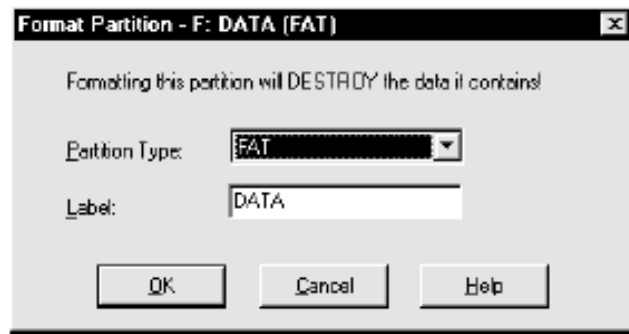 Format Partition - F: DATA (FAT)
Formatting this partition will DESTROY the data it contains!
Partition Type: FAT
Label: DATA
OK Cancel Help